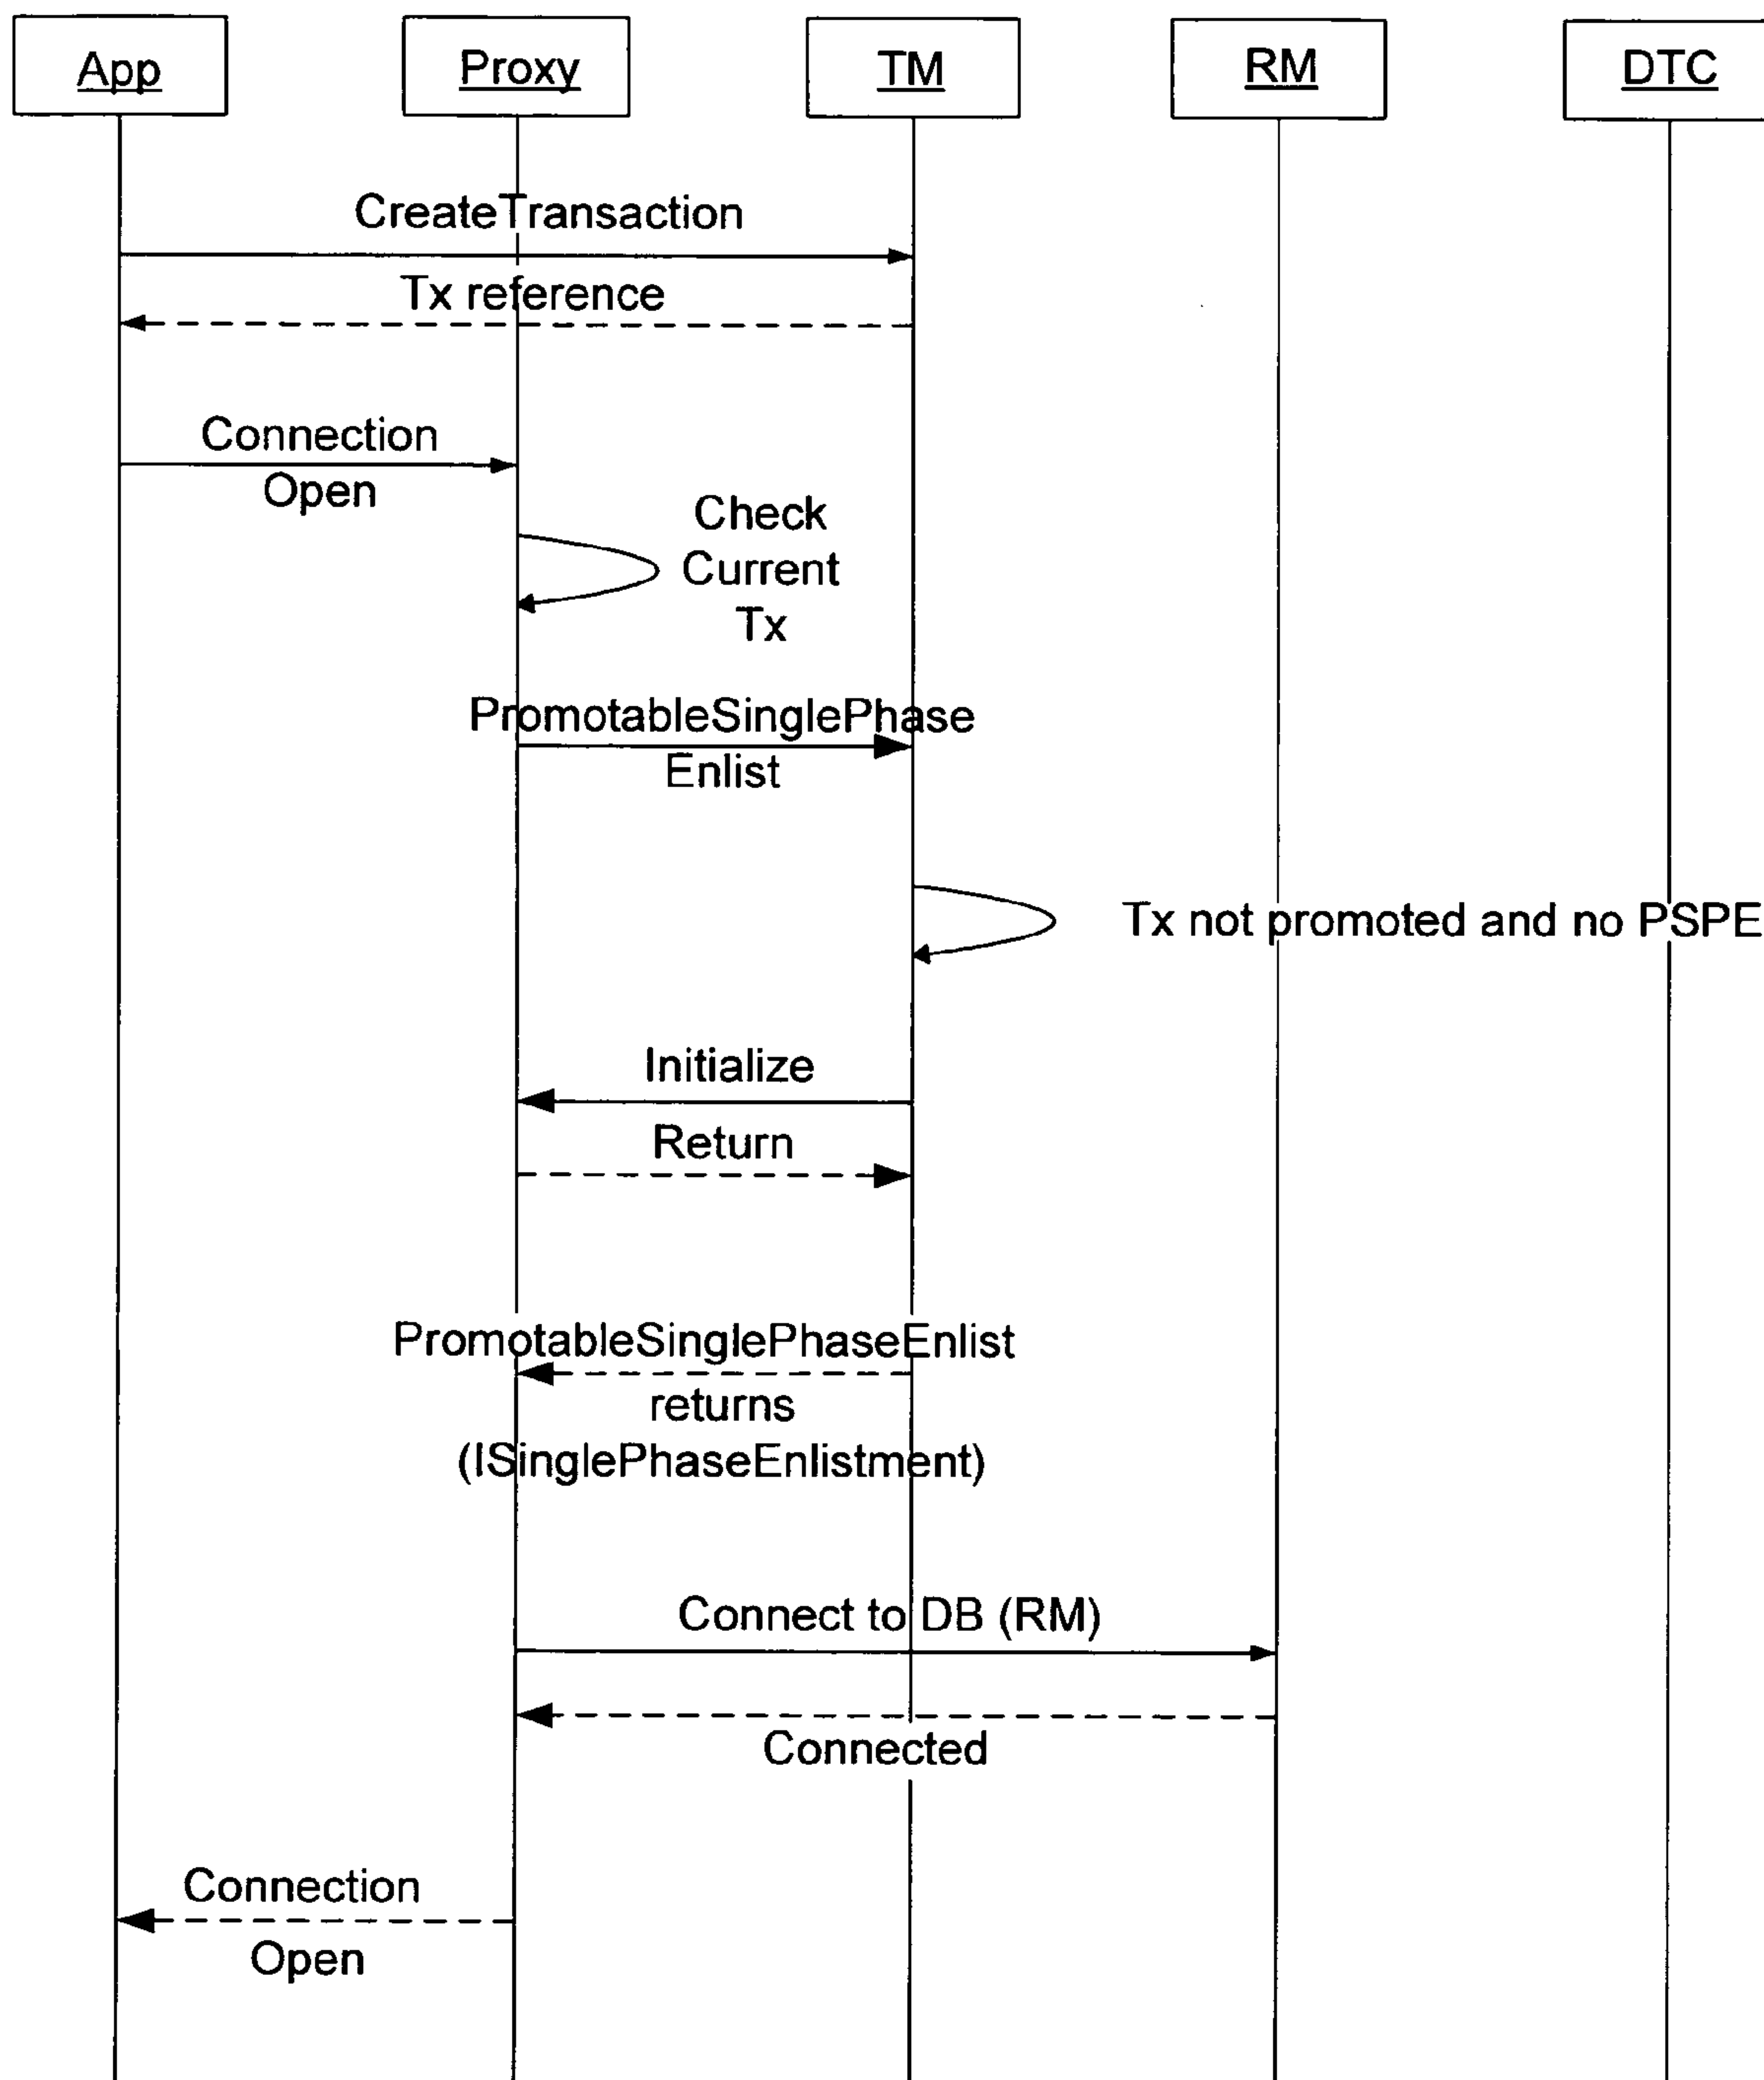 App
Proxy
TM
RM
DTC
CreateTransaction
Tx reference
Connection
Open
Check
Current
Tx
PromotableSinglePhase
Enlist
Tx not promoted and no PSPE
Initialize
Return
PromotableSinglePhaseEnlist
returns
(ISinglePhaseEnlistment)
Connect to DB (RM)
Connected
Connection
Open